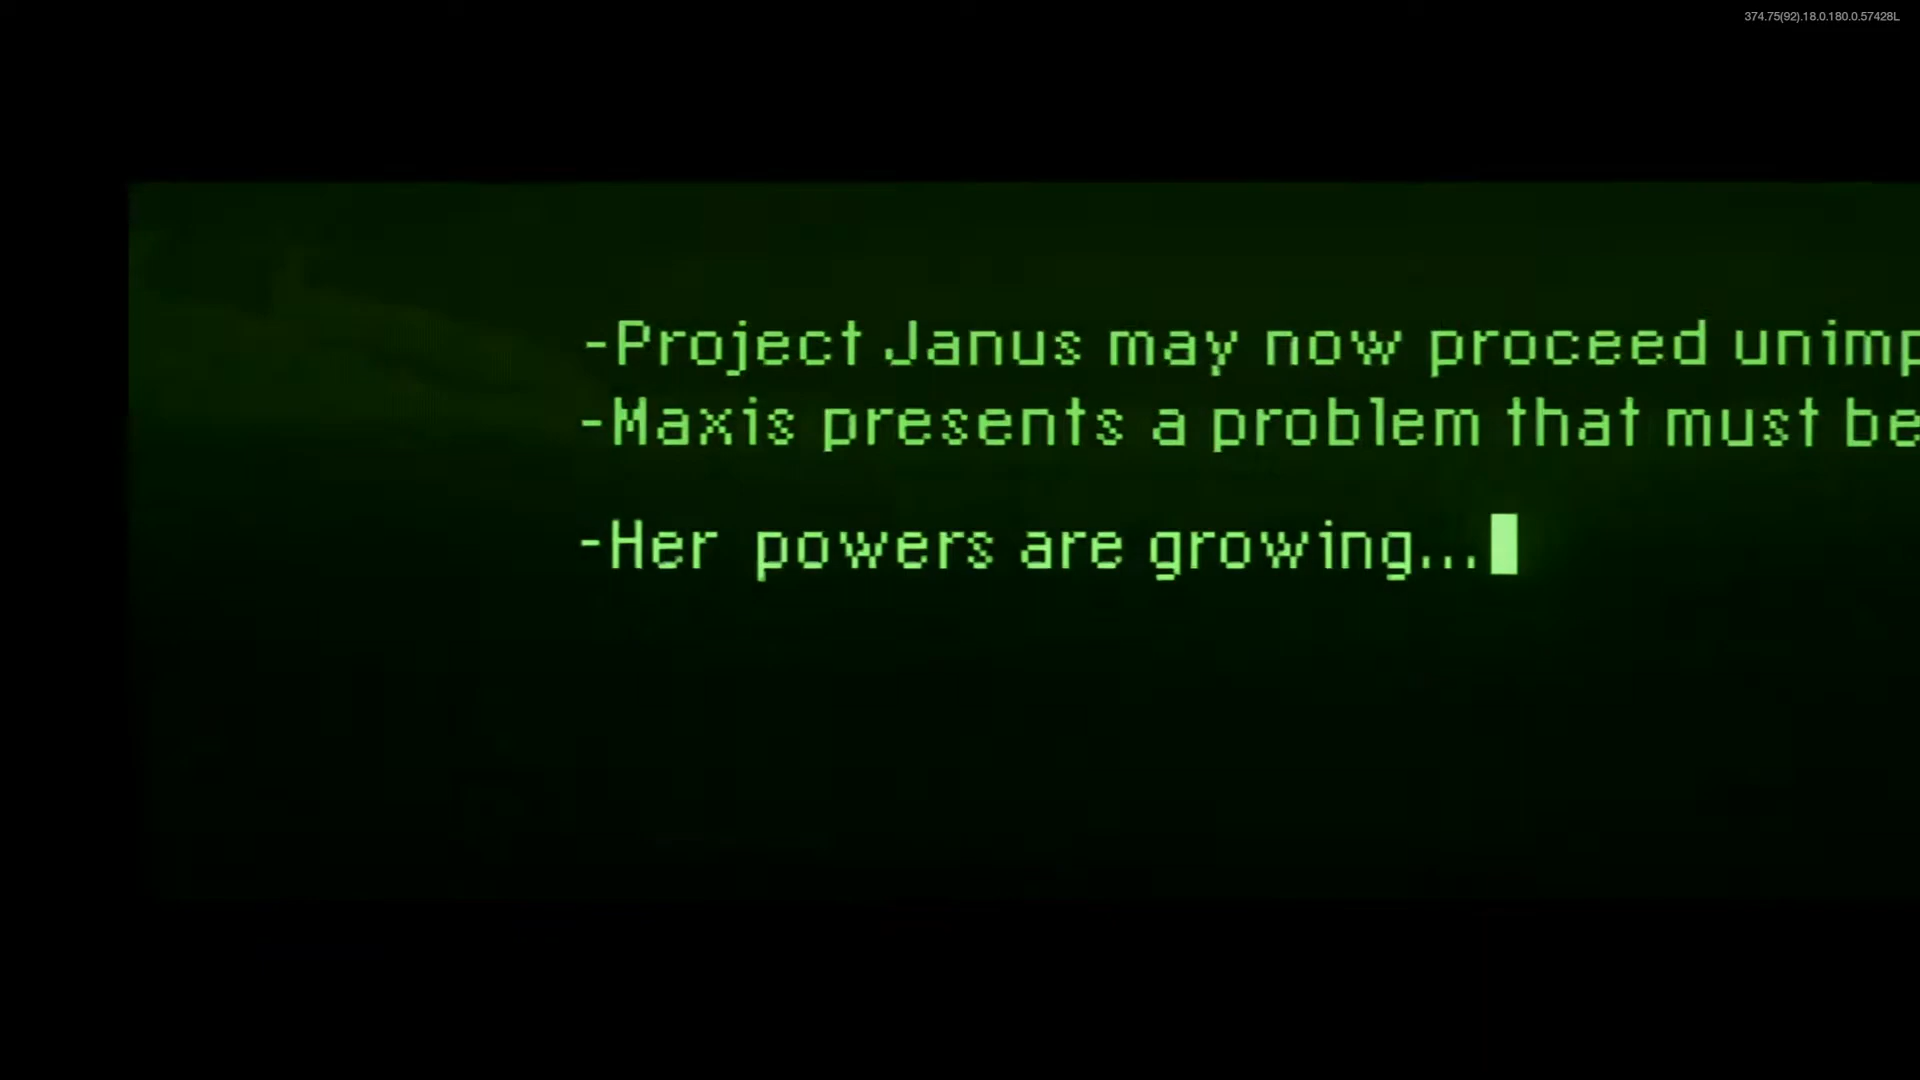 374.75(92).18.0.180.0.57428L
-Project Janus may now proceed unimp
-Maxis presents a problem that must be
-Her powers are growing...